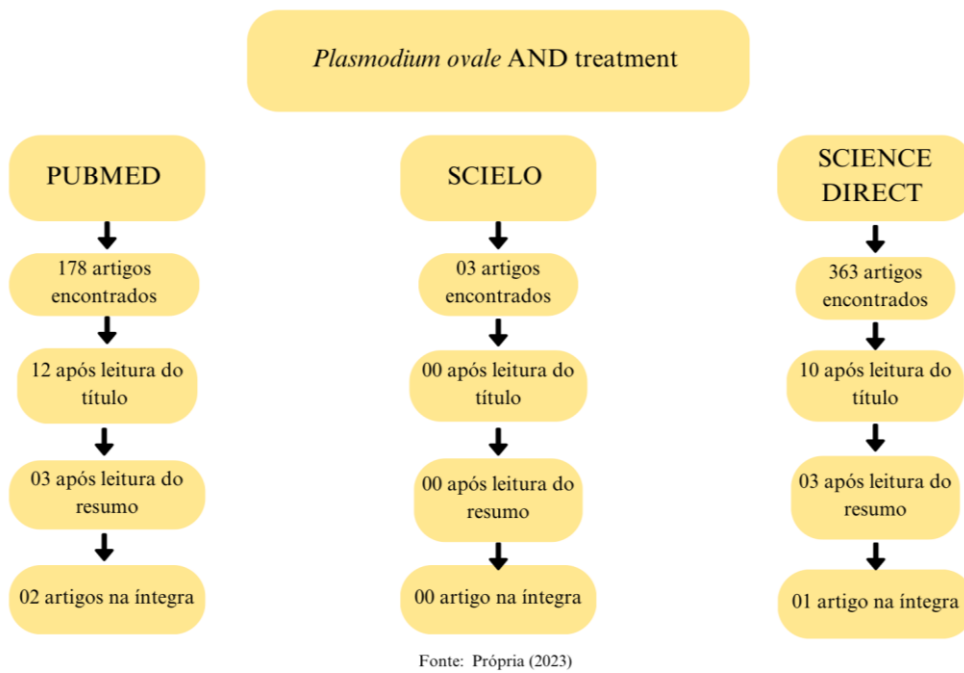 Plasmodium ovale AND treatment
PUBMED
178 artigos
encontrados
12 após leitura do
título
03 após leitura do
resumo
02 artigos na íntegra
SCIELO
03 artigos
encontrados
00 após leitura do
título
00 após leitura do
resumo
00 artigo na íntegra
SCIENCE
DIRECT
363 artigos
encontrados
10 após leitura do
título
03 após leitura do
resumo
01 artigo na íntegra
Fonte: Própria (2023)